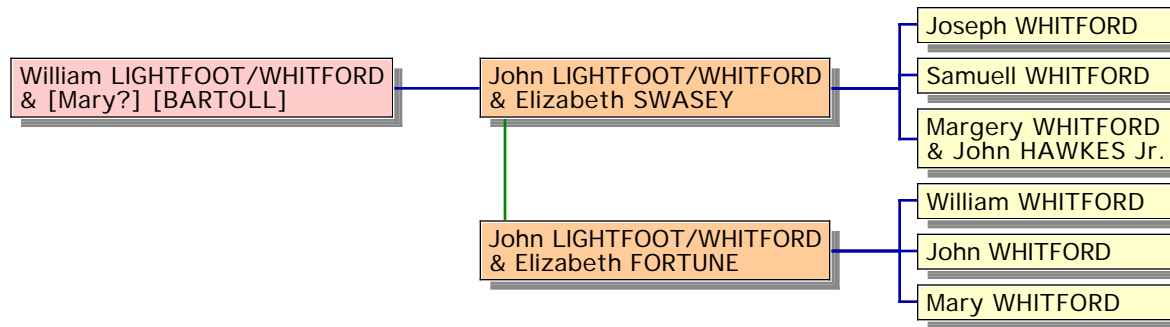 William LIGHTFOOT/WHITFORD
& [Mary?] [BARTOLL]
John LIGHTFOOT/WHITFORD
& Elizabeth SWASEY
Joseph WHITFORD
Samuell WHITFORD
Margery WHITFORD
& John HAWKES Jr.
John LIGHTFOOT/WHITFORD
& Elizabeth FORTUNE
William WHITFORD
John WHITFORD
Mary WHITFORD